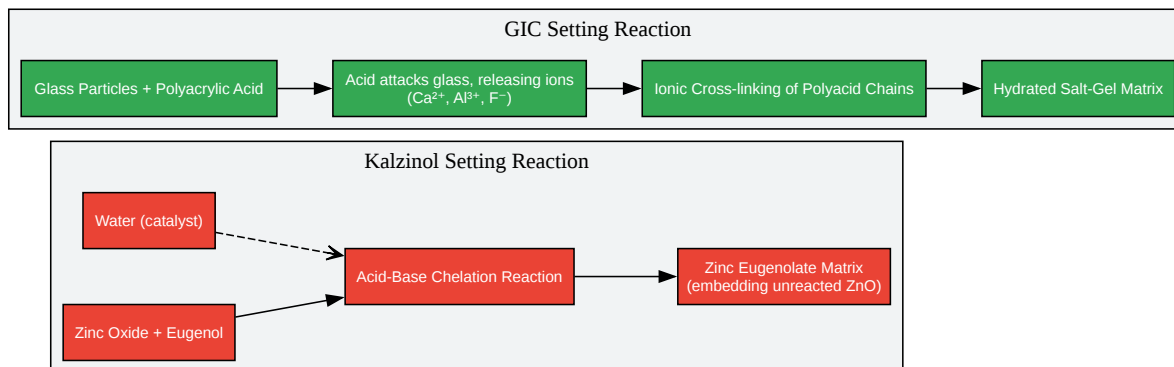 GIC Setting Reaction
Glass Particles + Polyacrylic Acid
Acid attacks glass, releasing ions
(Ca²⁺, Al³⁺, F⁻)
Ionic Cross-linking of Polyacid Chains
Hydrated Salt-Gel Matrix
Kalzinol Setting Reaction
Water (catalyst)
Zinc Oxide + Eugenol
Acid-Base Chelation Reaction
Zinc Eugenolate Matrix
(embedding unreacted ZnO)